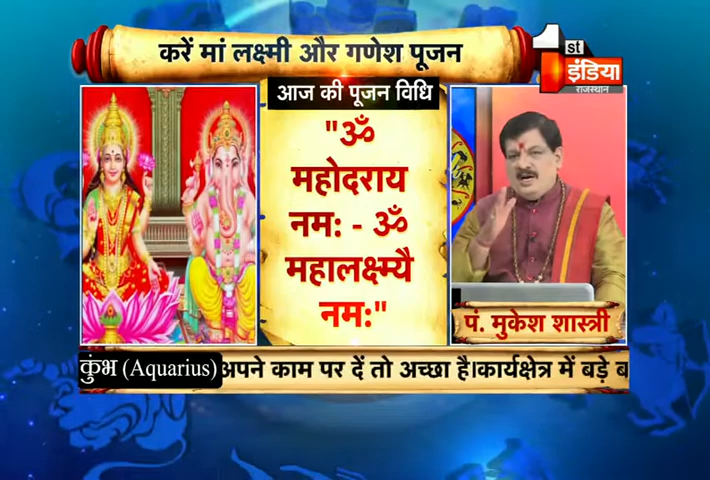 करें मां लक्ष्मी और गणेश पूजन
1st
इंडिया
राजस्थान
आज की पूजन विधि
"ॐ
महोदराय
नमः - ॐ
महालक्ष्म्यै
नमः"
पं. मुकेश शास्त्री
कुंभ (Aquarius) अपने काम पर दें तो अच्छा है।कार्यक्षेत्र में बड़े ब